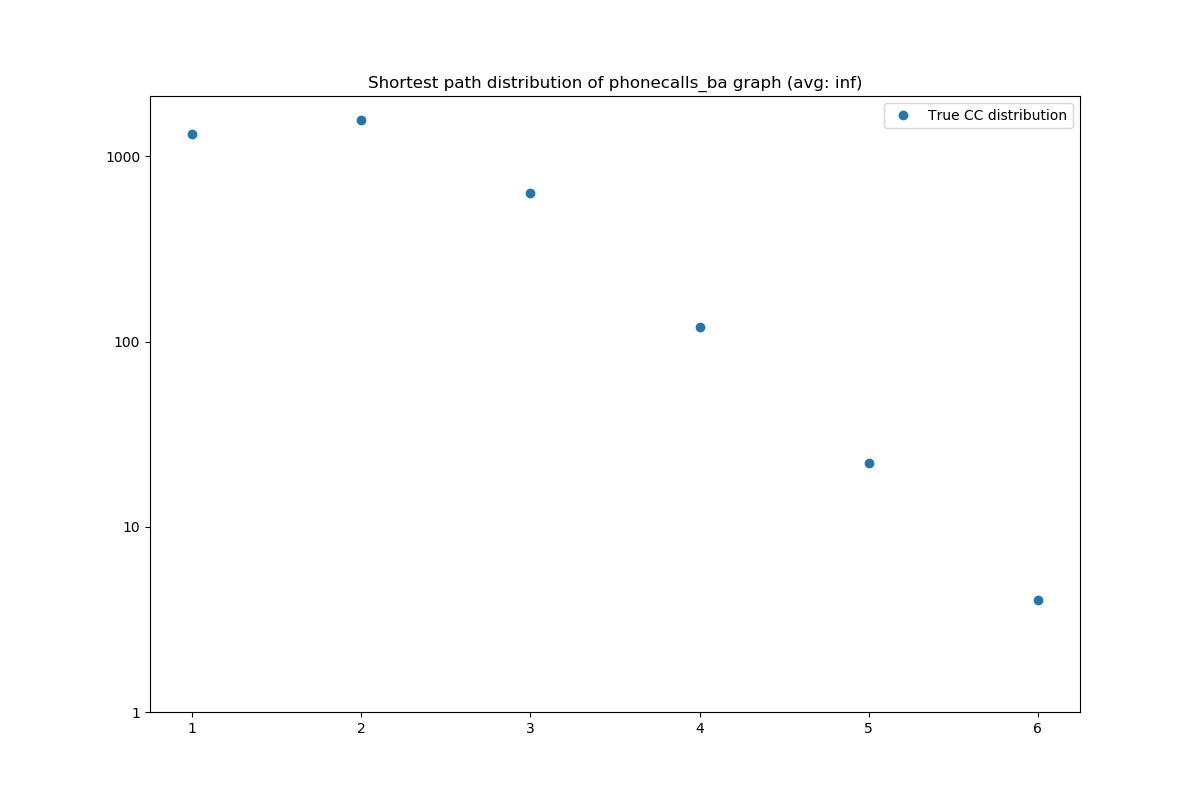 Shortest path distribution of phonecalls_ba graph (avg: inf)
True CC distribution
1000
100
10
1
1 2 3 4 5 6